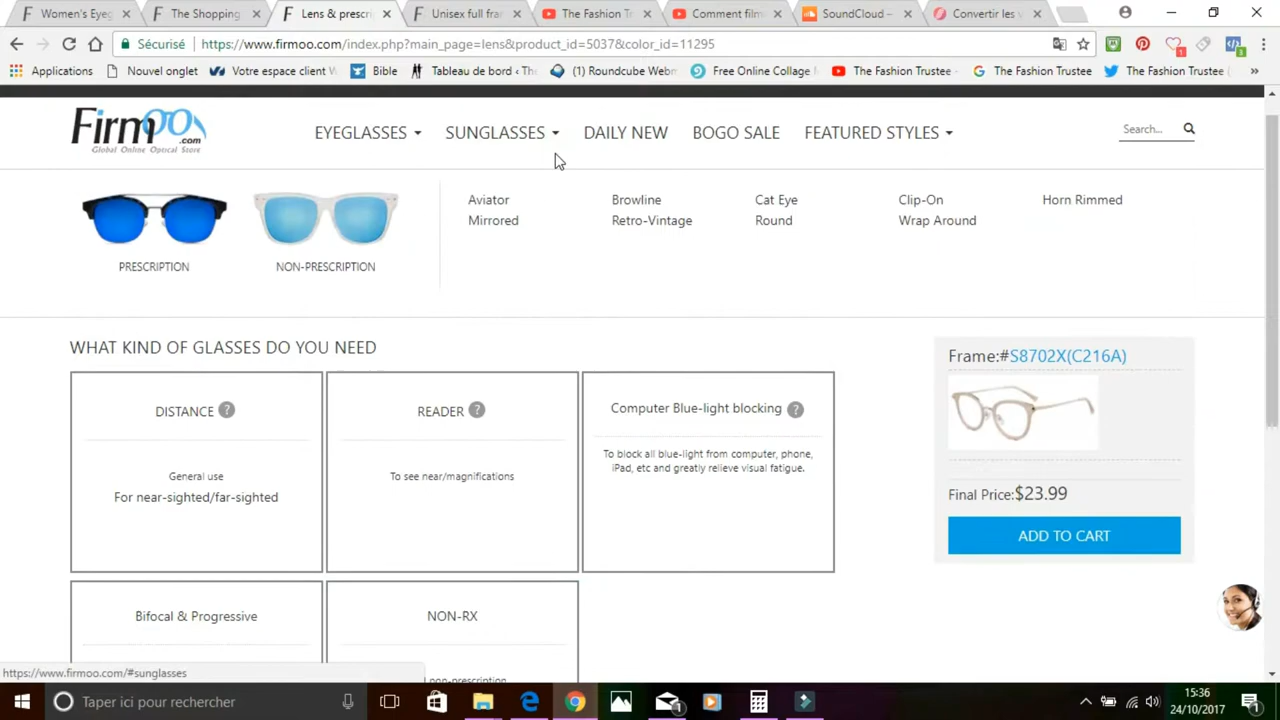 Women's Eyeg
The Shopping
Lens & prescri
Unisex full fra
The Fashion Tr
Comment film
SoundCloud –
Convertir les v
Sécurisé
https://www.firmoo.com/index.php?main_page=lens&product_id=5037&color_id=11295
Applications
Nouvel onglet
Votre espace client V
Bible
Tableau de bord ‹ The
(1) Roundcube Webm
Free Online Collage
The Fashion Trustee
The Fashion Trustee
The Fashion Trustee
Firmoo .com
Global Online Optical Store
EYEGLASSES
SUNGLASSES
DAILY NEW
BOGO SALE
FEATURED STYLES
Search...
Aviator
Browline
Cat Eye
Clip-On
Horn Rimmed
Mirrored
Retro-Vintage
Round
Wrap Around
PRESCRIPTION
NON-PRESCRIPTION
WHAT KIND OF GLASSES DO YOU NEED
Frame:#S8702X(C216A)
DISTANCE ?
General use
For near-sighted/far-sighted
READER ?
To see near/magnifications
Computer Blue-light blocking ?
To block all blue-light from computer, phone,
iPad, etc and greatly relieve visual fatigue.
Final Price:$23.99
ADD TO CART
Bifocal & Progressive
NON-RX
non-prescription
https://www.firmoo.com/#sunglasses
Taper ici pour rechercher
15:36
24/10/2017